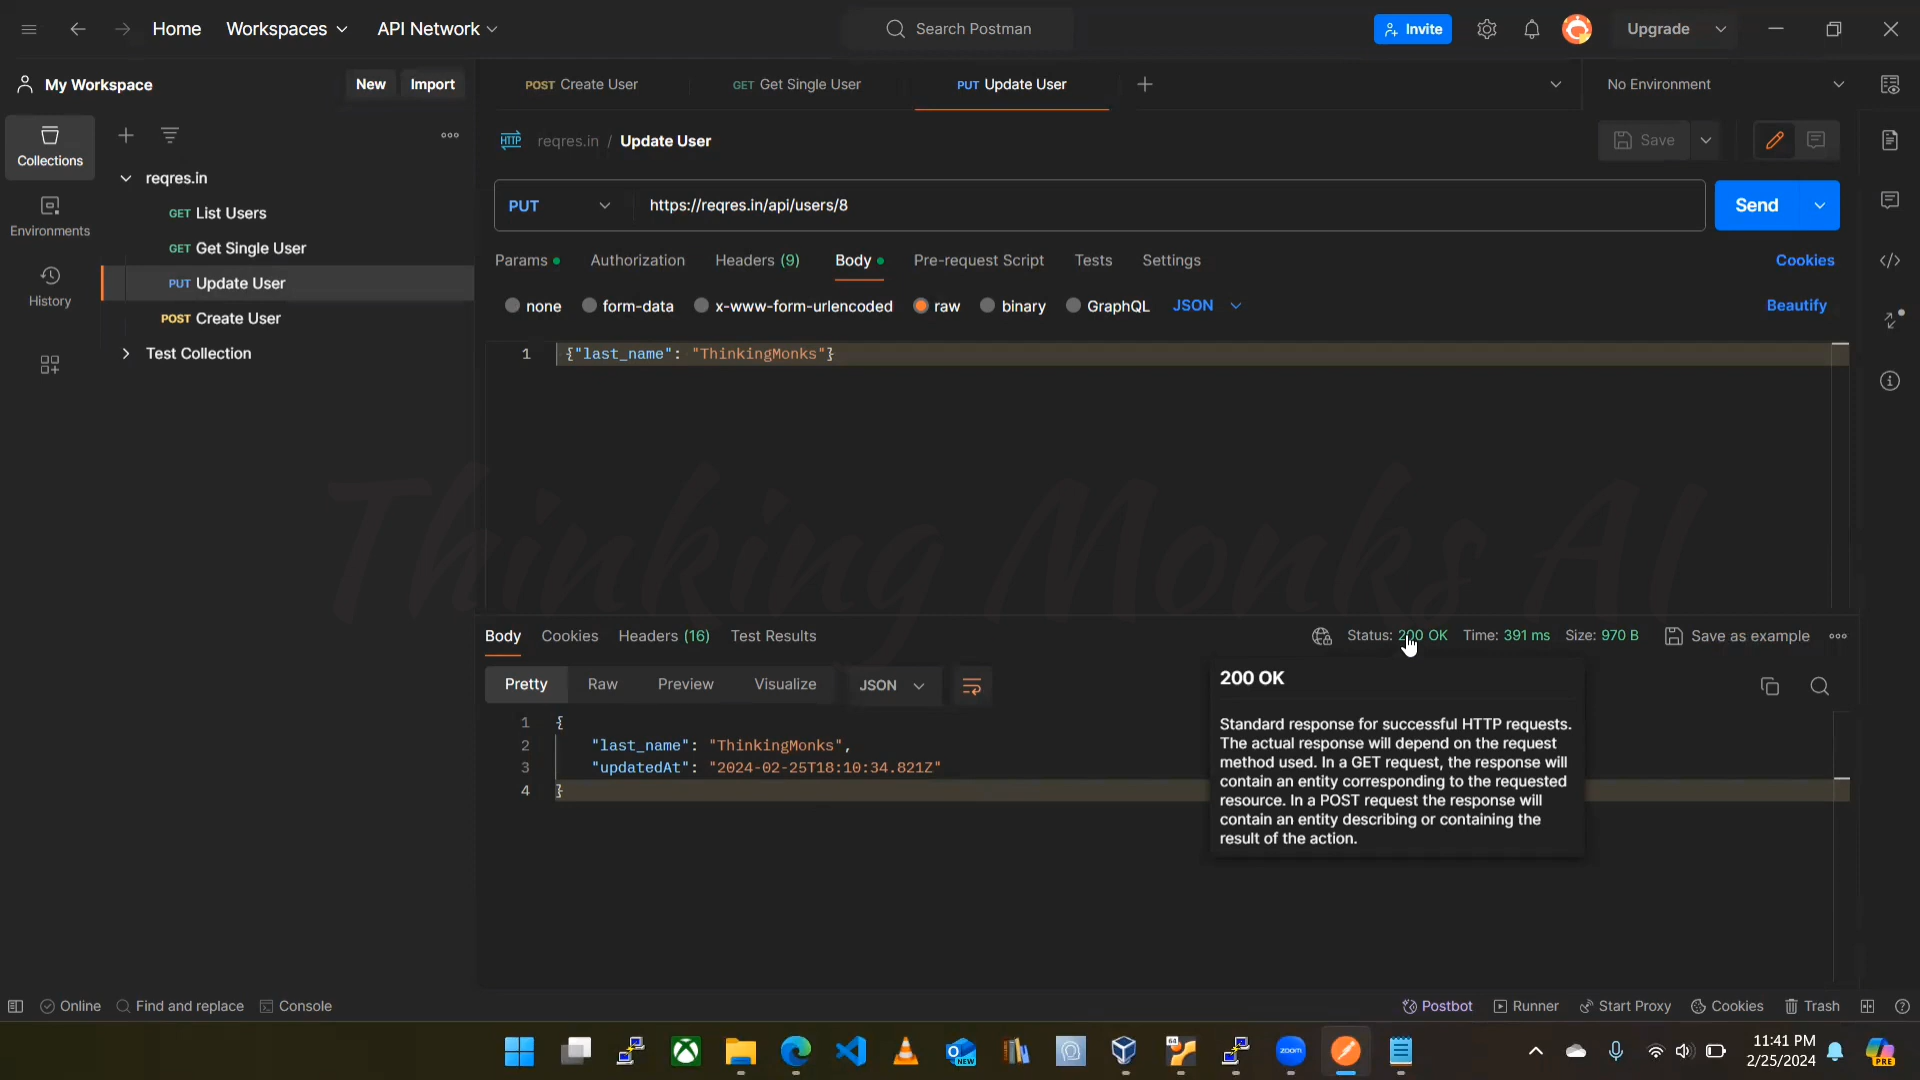 Home Workspaces API Network Search Postman Invite Upgrade
My Workspace New Import POST Create User GET Get Single User PUT Update User No Environment
Collections
Environments
History
reqres.in
GET List Users
GET Get Single User
PUT Update User
POST Create User
Test Collection
HTTP reqres.in / Update User Save
PUT https://reqres.in/api/users/8 Send
Params Authorization Headers (9) Body Pre-request Script Tests Settings Cookies
none form-data x-www-form-urlencoded raw binary GraphQL JSON Beautify
1 {"last_name": "ThinkingMonks"}
Thinking Monks AI
Body Cookies Headers (16) Test Results Status: 200 OK Time: 391 ms Size: 970 B Save as example
Pretty Raw Preview Visualize JSON
1 {
2 "last_name": "ThinkingMonks",
3 "updatedAt": "2024-02-25T18:10:34.821Z"
4 }
200 OK
Standard response for successful HTTP requests.
The actual response will depend on the request
method used. In a GET request, the response will
contain an entity corresponding to the requested
resource. In a POST request the response will
contain an entity describing or containing the
result of the action.
Online Find and replace Console Postbot Runner Start Proxy Cookies Trash
NEW
64
zoom
11:41 PM
2/25/2024
PRE